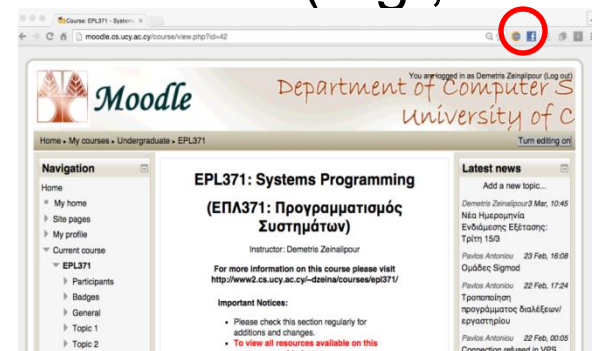 Course: EPL371 - System
moodle.cs.ucy.ac.cy/course/view.php?id=42
You are logged in as Demetris Zeinalipour (Log out)
Moodle
Department of Computer S
University of C
Home ▸ My courses ▸ Undergraduate ▸ EPL371
Turn editing on
Navigation
Home
My home
Site pages
My profile
Current course
EPL371
Participants
Badges
General
Topic 1
Topic 2
EPL371: Systems Programming
(ΕΠΛ371: Προγραμματισμός
Συστημάτων)
Instructor: Demetris Zeinalipour
For more information on this course please visit
http://www2.cs.ucy.ac.cy/~dzeina/courses/epl371/
Important Notices:
Please check this section regularly for
additions and changes.
To view all resources available on this
Latest news
Add a new topic...
Demetris Zeinalipour 3 Mar, 10:45
Νέα Ημερομηνία
Ενδιάμεσης Εξέτασης:
Τρίτη 15/3
Pavlos Antoniou 23 Feb, 16:08
Ομάδες Sigmod
Pavlos Antoniou 22 Feb, 17:24
Τροποποίηση
προγράμματος διαλέξεων/
εργαστηρίου
Pavlos Antoniou 22 Feb, 00:05
Connection refused in VPS